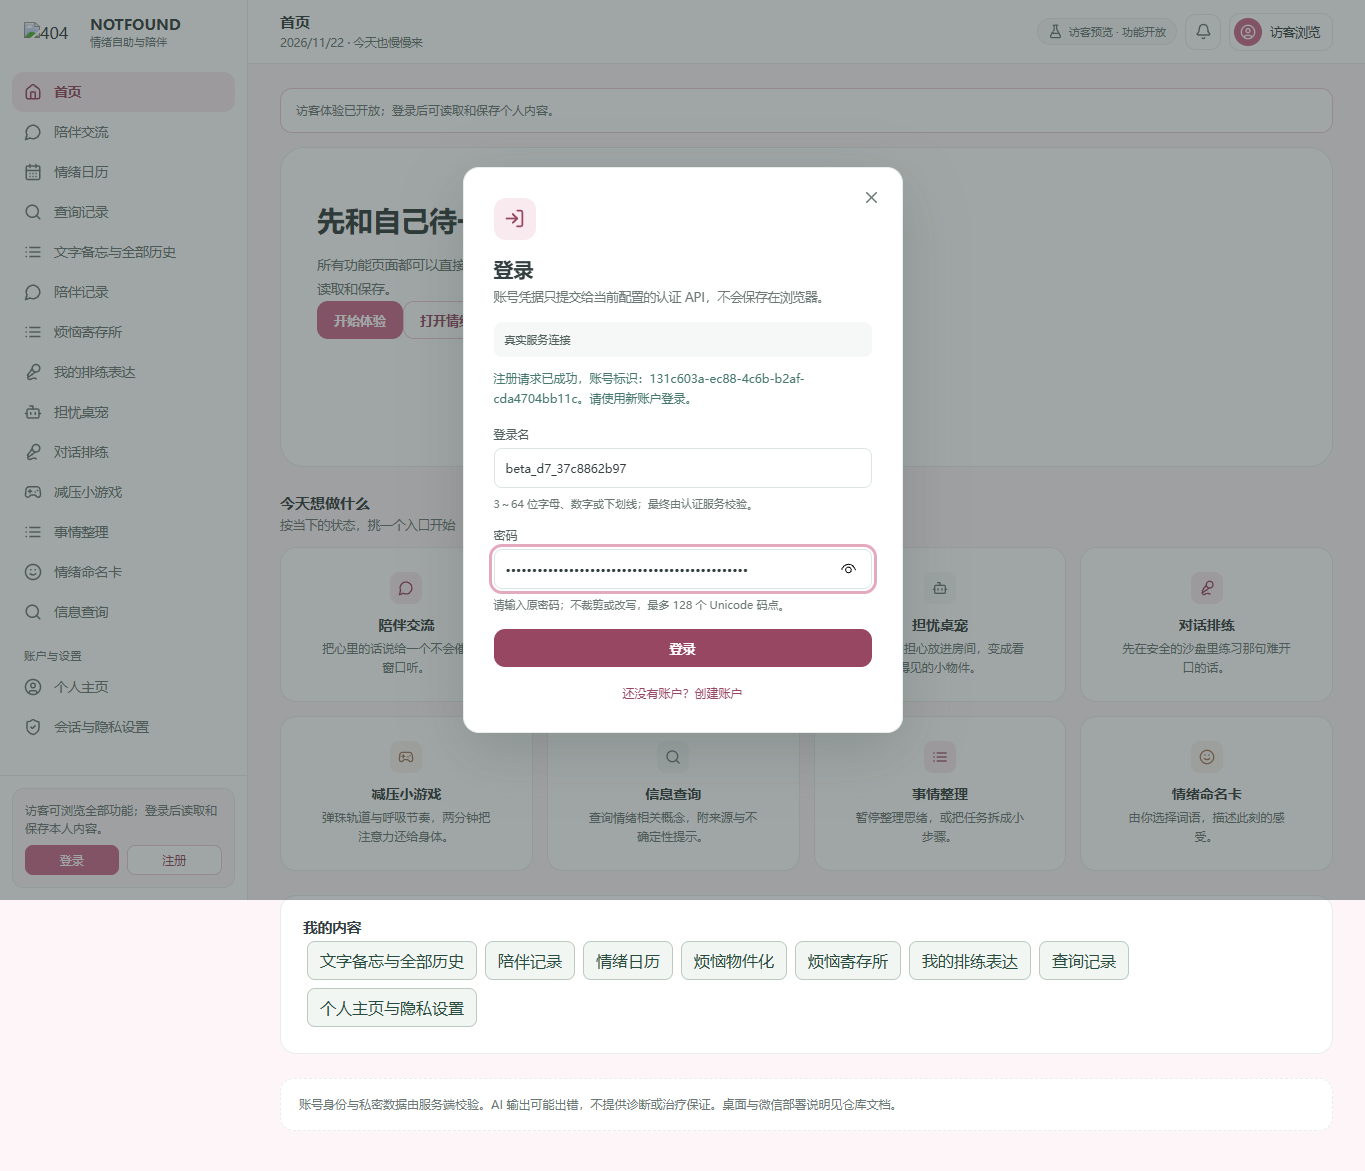 404
NOTFOUND
情绪自助与陪伴
首页
陪伴交流
情绪日历
查询记录
文字备忘与全部历史
陪伴记录
烦恼寄存所
我的排练表达
担忧桌宠
对话排练
减压小游戏
事情整理
情绪命名卡
信息查询
账户与设置
个人主页
会话与隐私设置
访客可浏览全部功能；登录后读取和
保存本人内容。
登录
注册
首页
2026/11/22 · 今天也慢慢来
访客预览 · 功能开放
访客浏览
访客体验已开放；登录后可读取和保存个人内容。
先和自己待一
所有功能页面都可以直接
读取和保存。
开始体验
打开情绪
登录
账号凭据只提交给当前配置的认证 API，不会保存在浏览器。
真实服务连接
注册请求已成功，账号标识：131c603a-ec88-4c6b-b2af-
cda4704bb11c。请使用新账户登录。
登录名
beta_d7_37c8862b97
3～64 位字母、数字或下划线；最终由认证服务校验。
密码
请输入原密码；不裁剪或改写，最多 128 个 Unicode 码点。
登录
还没有账户？创建账户
今天想做什么
按当下的状态，挑一个入口开始
陪伴交流
把心里的话说给一个不会催
窗口听。
担忧桌宠
担心放进房间，变成看
得见的小物件。
对话排练
先在安全的沙盘里练习那句难开
口的话。
减压小游戏
弹珠轨道与呼吸节奏，两分钟把
注意力还给身体。
信息查询
查询情绪相关概念，附来源与不
确定性提示。
事情整理
暂停整理思绪，或把任务拆成小
步骤。
情绪命名卡
由你选择词语，描述此刻的感
受。
我的内容
文字备忘与全部历史
陪伴记录
情绪日历
烦恼物件化
烦恼寄存所
我的排练表达
查询记录
个人主页与隐私设置
账号身份与私密数据由服务端校验。AI 输出可能出错，不提供诊断或治疗保证。桌面与微信部署说明见仓库文档。